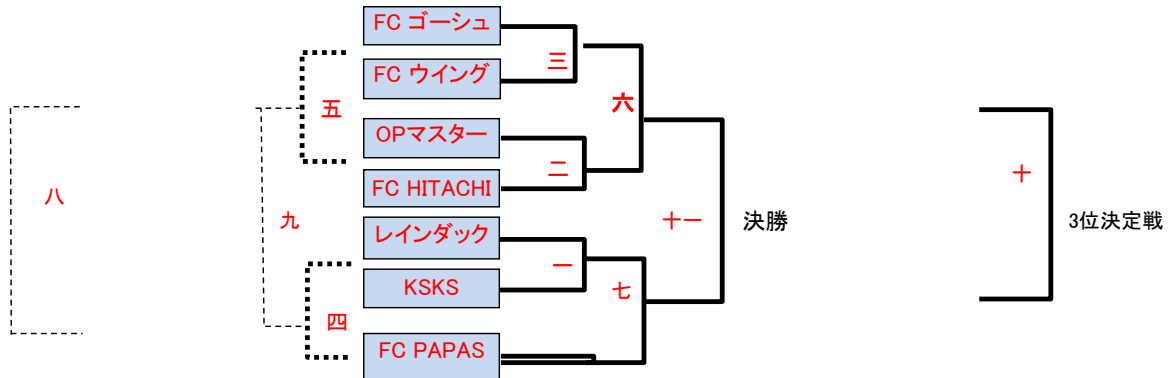 FC ゴーシュ
三
FC ウイング
六
五
OPマスター
二
十
八
FC HITACHI
九
十一
決勝
3位決定戦
レインダック
一
KSKS
七
四
FC PAPAS